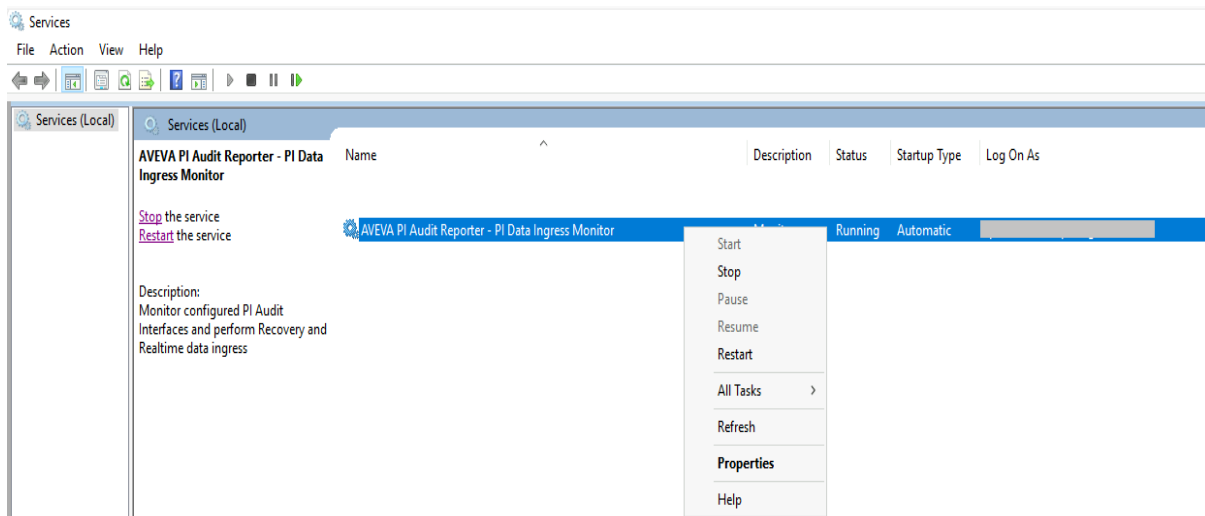 Services
File Action View Help
Services (Local)
Services (Local)
AVEVA PI Audit Reporter - PI Data
Ingress Monitor
Stop the service
Restart the service
Description:
Monitor configured PI Audit
Interfaces and perform Recovery and
Realtime data ingress
Name Description Status Startup Type Log On As
AVEVA PI Audit Reporter - PI Data Ingress Monitor Running Automatic
Start
Stop
Pause
Resume
Restart
All Tasks
Refresh
Properties
Help